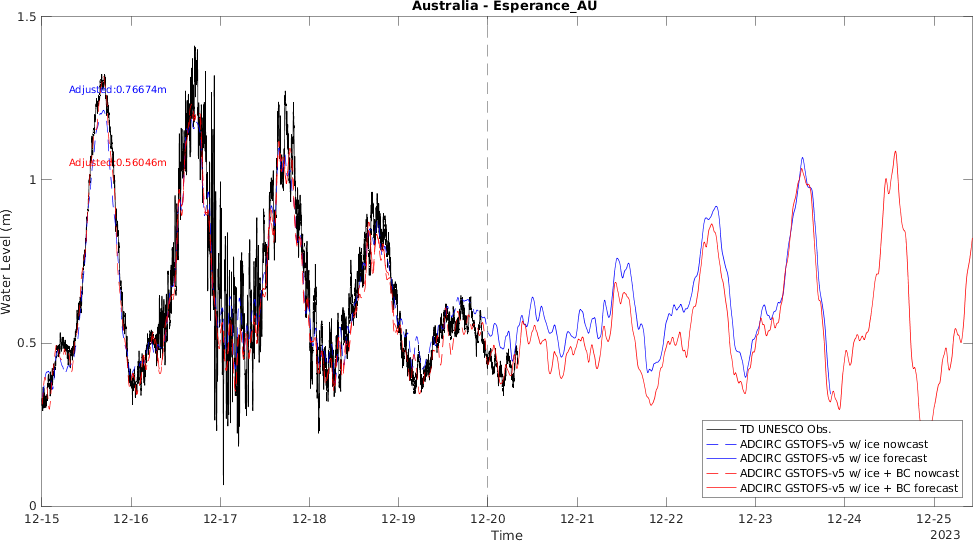 Australia - Esperance_AU
1.5
1
0.5
0
Water Level (m)
Adjusted:0.76674m
Adjusted:0.56046m
TD UNESCO Obs.
ADCIRC GSTOFS-v5 w/ ice nowcast
ADCIRC GSTOFS-v5 w/ ice forecast
ADCIRC GSTOFS-v5 w/ ice + BC nowcast
ADCIRC GSTOFS-v5 w/ ice + BC forecast
12-15 12-16 12-17 12-18 12-19 12-20 12-21 12-22 12-23 12-24 12-25
2023
Time